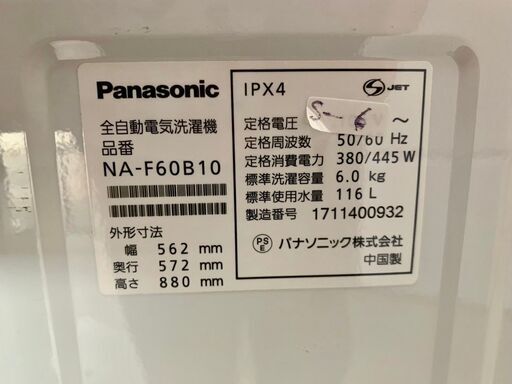 Panasonic
全自動電気洗濯機
品番
NA-F60B10
外形寸法
幅 562 mm
奥行 572 mm
高さ 880 mm
IPX4
S JET
定格電圧 S-6 V ~
定格周波数 50/60 Hz
定格消費電力 380/445 W
標準洗濯容量 6.0 kg
標準使用水量 116 L
製造番号 1711400932
PS E パナソニック株式会社
中国製